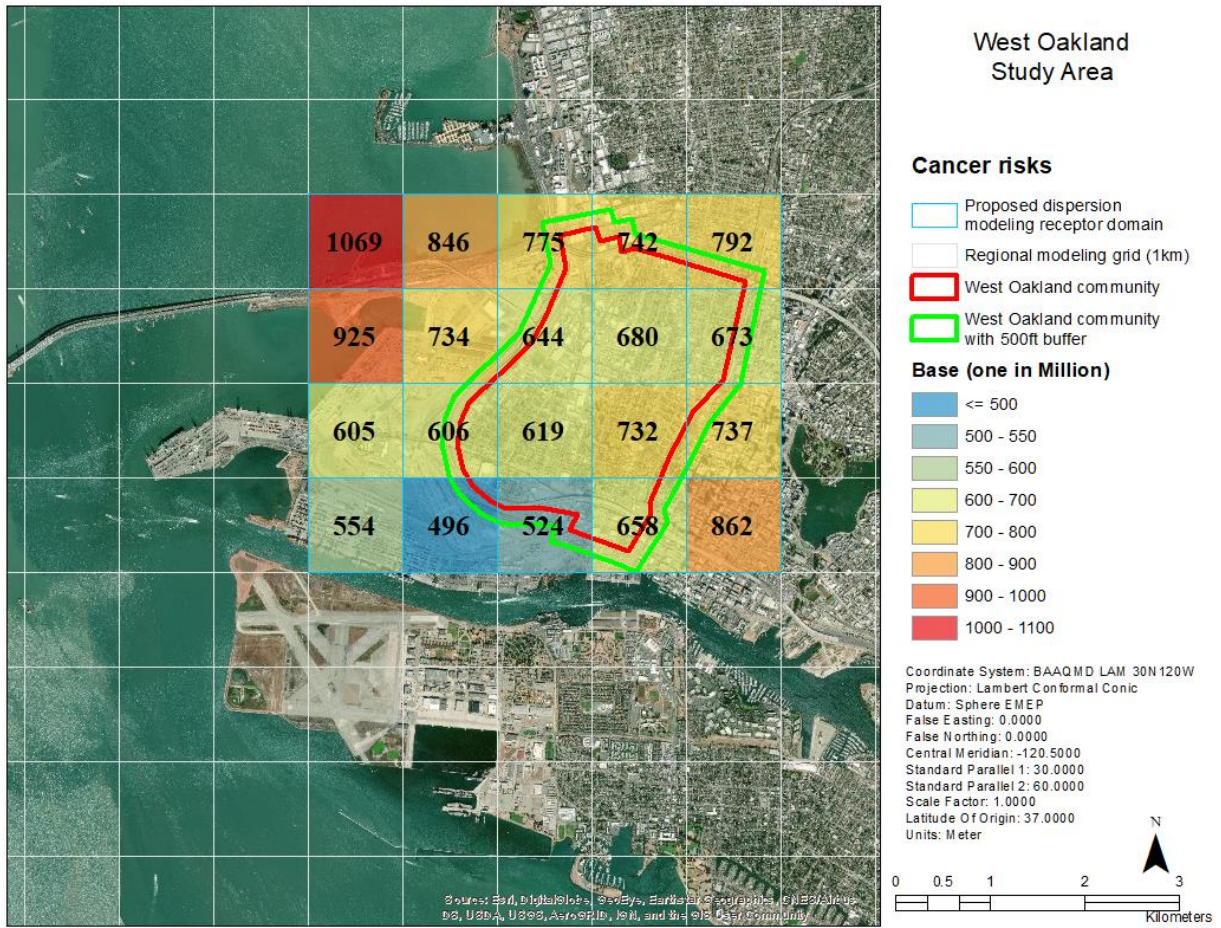 West Oakland
Study Area
Cancer risks
Proposed dispersion
modeling receptor domain
Regional modeling grid (1km)
West Oakland community
West Oakland community
with 500ft buffer
Base (one in Million)
<= 500
500 - 550
550 - 600
600 - 700
700 - 800
800 - 900
900 - 1000
1000 - 1100
1069 846 775 742 792
925 734 644 680 673
605 606 619 732 737
554 496 524 658 862
Coordinate System: BAAQMD LAM 30N120W
Projection: Lambert Conformal Conic
Datum: Sphere EMEP
False Easting: 0.0000
False Northing: 0.0000
Central Meridian: -120.5000
Standard Parallel 1: 30.0000
Standard Parallel 2: 60.0000
Scale Factor: 1.0000
Latitude Of Origin: 37.0000
Units: Meter
N
0 0.5 1 2 3
Kilometers
Source: Esri, DigitalGlobe, GeoEye, Earthstar Geographics, CNES/Airbus
DS, USDA, USGS, AeroGRID, IGN, and the GIS User Community